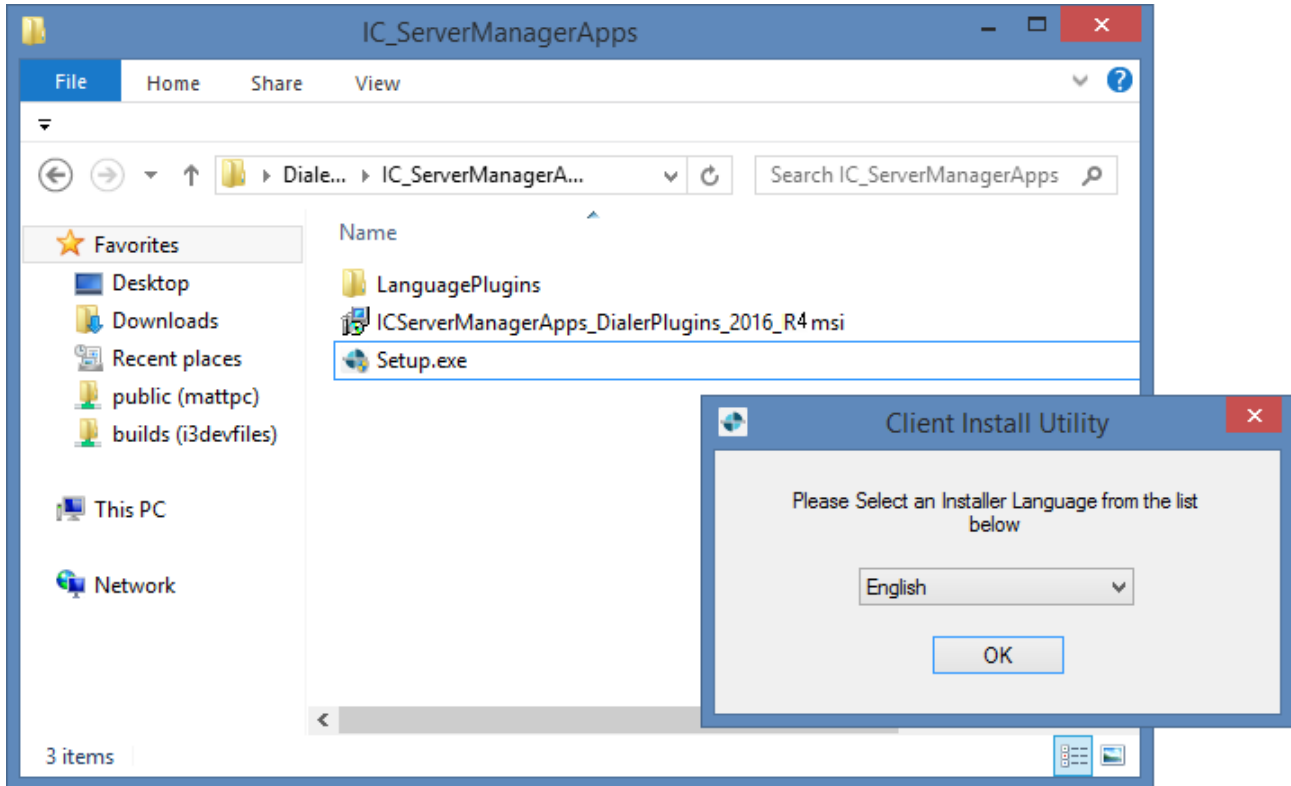 IC_ServerManagerApps
File Home Share View
Diale... IC_ServerManagerA... Search IC_ServerManagerApps
Favorites
Desktop
Downloads
Recent places
public (mattpc)
builds (i3devfiles)
This PC
Network
Name
LanguagePlugins
ICServerManagerApps_DialerPlugins_2016_R4 msi
Setup.exe
3 items
Client Install Utility
Please Select an Installer Language from the list
below
English
OK